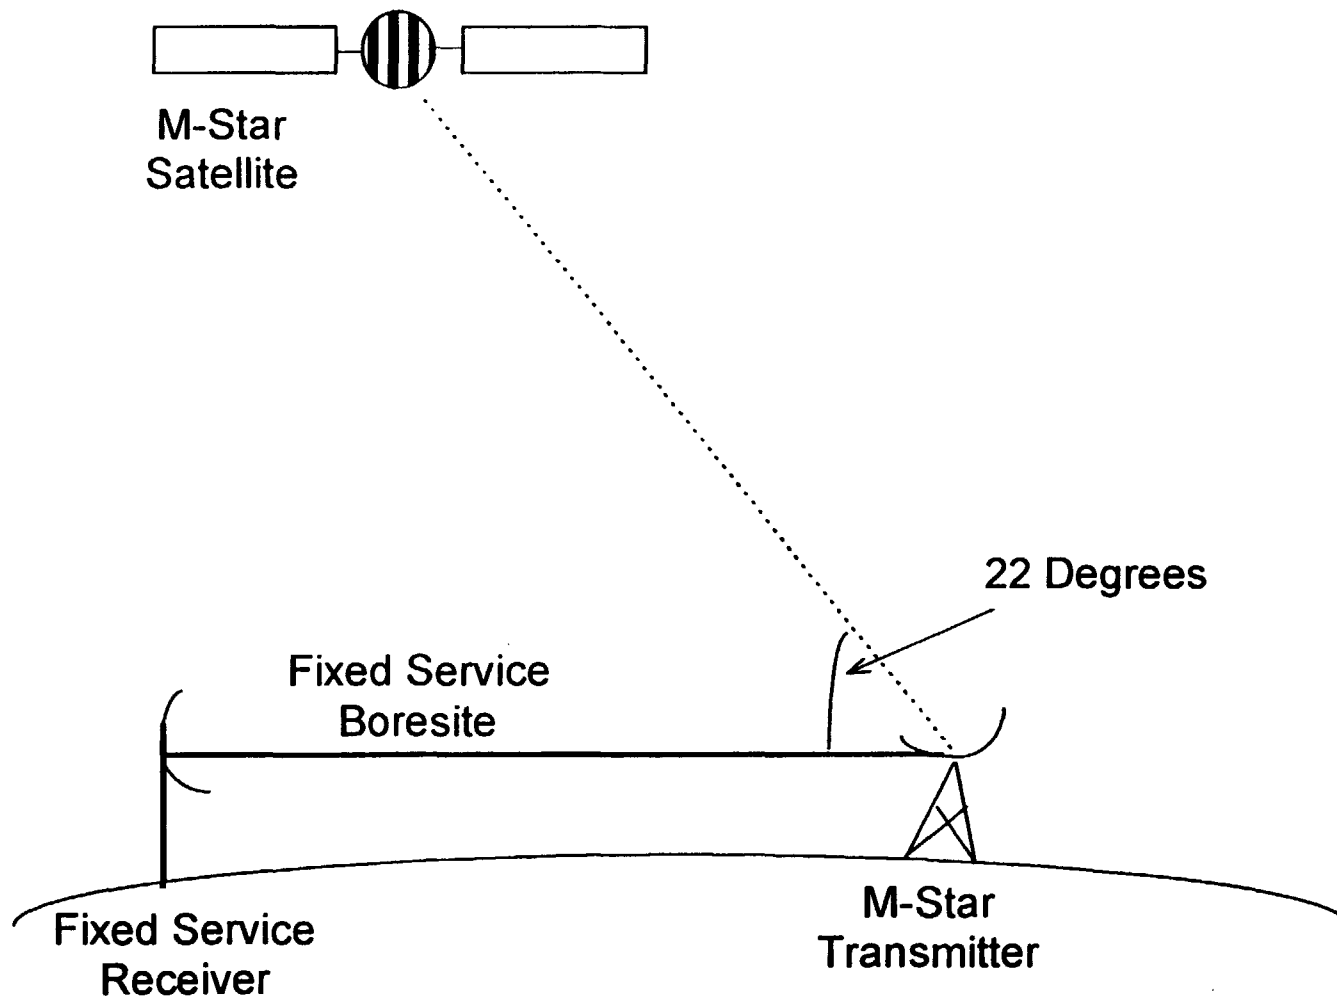 M-Star
Satellite
22 Degrees
Fixed Service
Boresite
Fixed Service
Receiver
M-Star
Transmitter